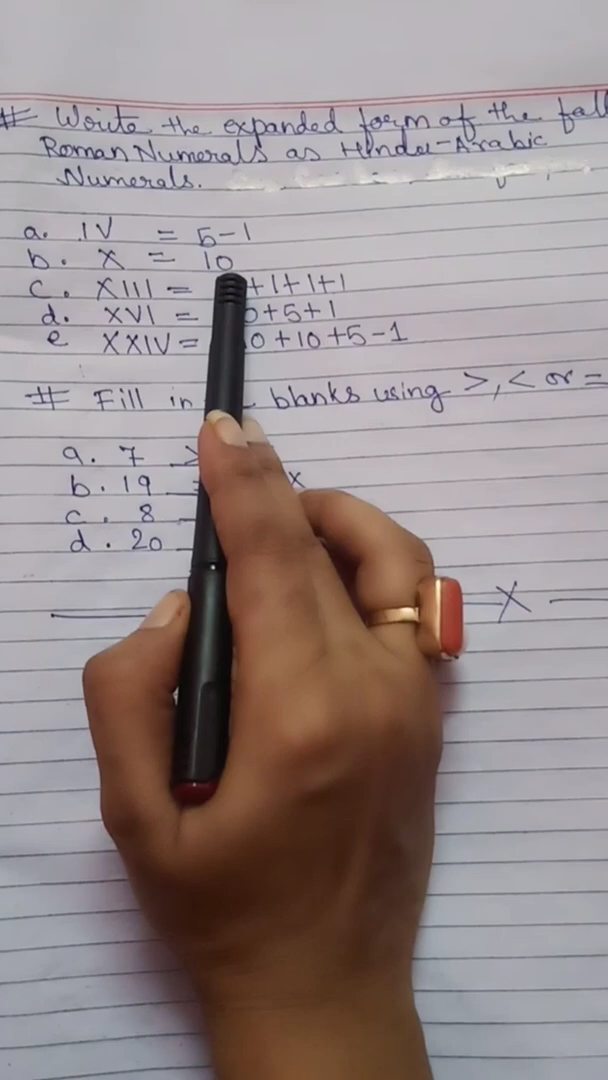 # Write the expanded form of the
Roman Numerals as Hindu-Arabic
Numerals.
a. IV = 5-1
b. X = 10
c. XIII = +1+1+1
d. XVI = 0+5+1
e XXIV = 0+10+5-1
# Fill in blanks using >, < or =
a. 7 >
b. 19 X
c. 8
d. 20
X